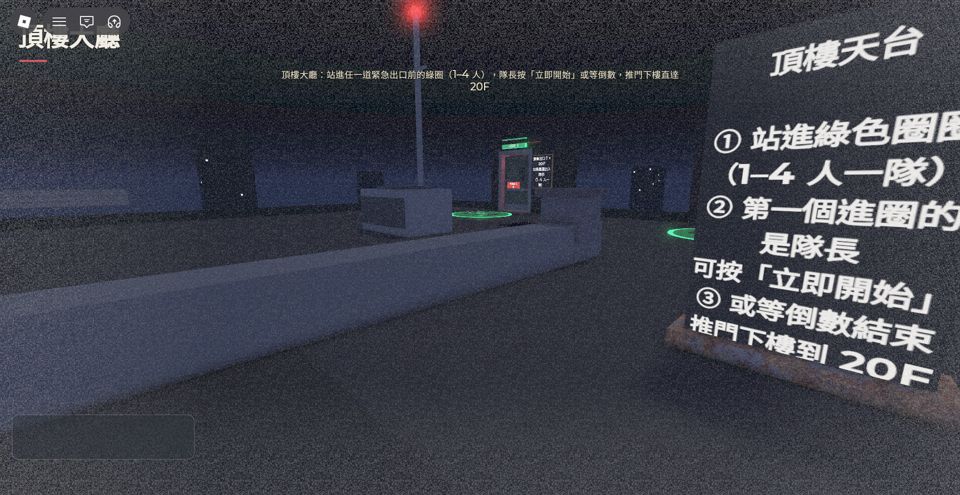 頂樓大廳
頂樓大廳：站進任一道緊急出口前的綠圈（1–4 人），隊長按「立即開始」或等倒數，推門下樓直達
20F
頂樓天台
① 站進綠色圈圈
（1–4 人一隊）
② 第一個進圈的
是隊長
可按「立即開始」
③ 或等倒數結束
推門下樓到 20F